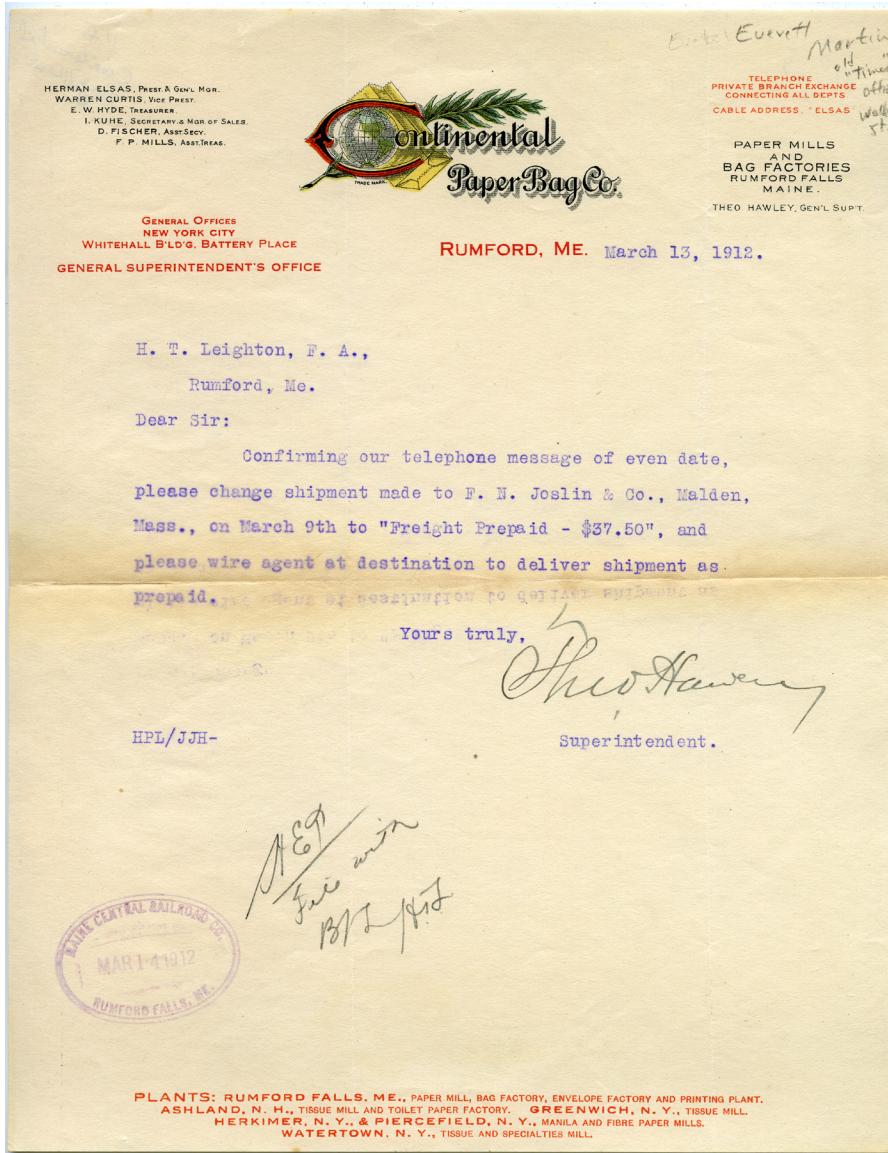 Everett
Martin
old
"Timer"
HERMAN ELSAS, PREST. & GEN'L MGR.
WARREN CURTIS, VICE PREST.
E. W. HYDE, TREASURER.
I. KUHE, SECRETARY & MGR. OF SALES.
D. FISCHER, ASST. SECY.
F. P. MILLS, ASST. TREAS.
Continental
Paper Bag Co.
TRADE MARK.
TELEPHONE
PRIVATE BRANCH EXCHANGE
CONNECTING ALL DEPTS
CABLE ADDRESS. "ELSAS"
PAPER MILLS
AND
BAG FACTORIES
RUMFORD FALLS
MAINE.
THEO HAWLEY, GEN'L SUP'T.
GENERAL OFFICES
NEW YORK CITY
WHITEHALL B'LD'G. BATTERY PLACE
GENERAL SUPERINTENDENT'S OFFICE
RUMFORD, ME. March 13, 1912.
H. T. Leighton, F. A.,
Rumford, Me.
Dear Sir:
Confirming our telephone message of even date,
please change shipment made to F. N. Joslin & Co., Malden,
Mass., on March 9th to "Freight Prepaid - $37.50", and
please wire agent at destination to deliver shipment as
prepaid.
Yours truly,
Theo Hawley
HPL/JJH-
Superintendent.
File with
B/L
MAINE CENTRAL RAILROAD CO.
MAR 14 1912
RUMFORD FALLS, ME.
PLANTS: RUMFORD FALLS, ME., PAPER MILL, BAG FACTORY, ENVELOPE FACTORY AND PRINTING PLANT.
ASHLAND, N. H., TISSUE MILL AND TOILET PAPER FACTORY. GREENWICH, N. Y., TISSUE MILL.
HERKIMER, N. Y., & PIERCEFIELD, N. Y., MANILA AND FIBRE PAPER MILLS.
WATERTOWN, N. Y., TISSUE AND SPECIALTIES MILL.